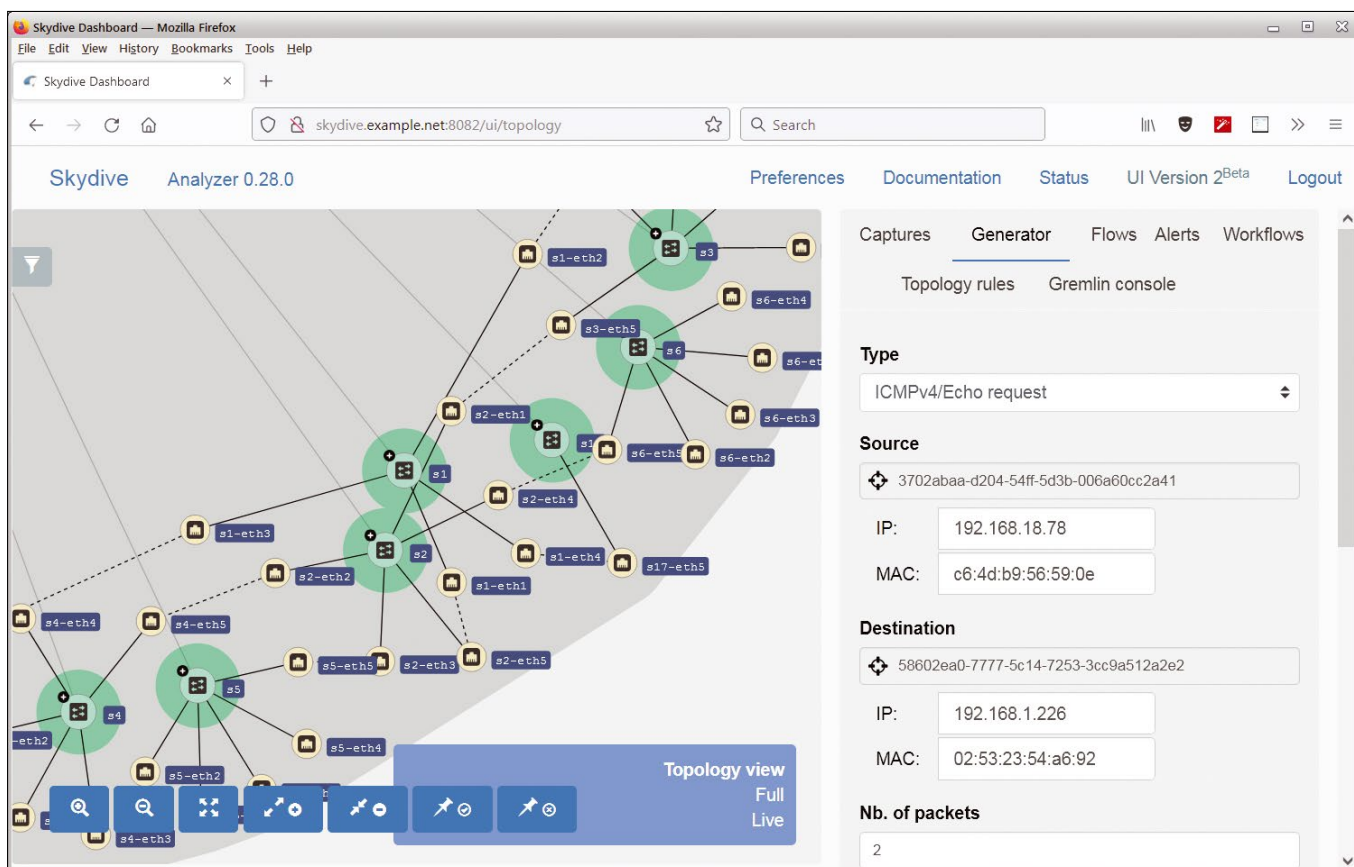 Skydive Dashboard — Mozilla Firefox
File Edit View History Bookmarks Tools Help
Skydive Dashboard
skydive.example.net:8082/ui/topology
Search
Skydive
Analyzer 0.28.0
Preferences
Documentation
Status
UI Version 2Beta
Logout
s1-eth2
s3
s6-eth4
s3-eth5
s6
s2-eth1
s6-eth3
s6-eth5
s6-eth2
s1
s2-eth4
s1-eth3
s2
s1-eth4
s17-eth5
s2-eth2
s1-eth1
s4-eth4
s4-eth5
s5-eth5
s2-eth3
s2-eth5
s5
s4
s5-eth4
s5-eth2
s4-eth3
Topology view
Full
Live
Captures
Generator
Flows
Alerts
Workflows
Topology rules
Gremlin console
Type
ICMPv4/Echo request
Source
3702abaa-d204-54ff-5d3b-006a60cc2a41
IP: 192.168.18.78
MAC: c6:4d:b9:56:59:0e
Destination
58602ea0-7777-5c14-7253-3cc9a512a2e2
IP: 192.168.1.226
MAC: 02:53:23:54:a6:92
Nb. of packets
2